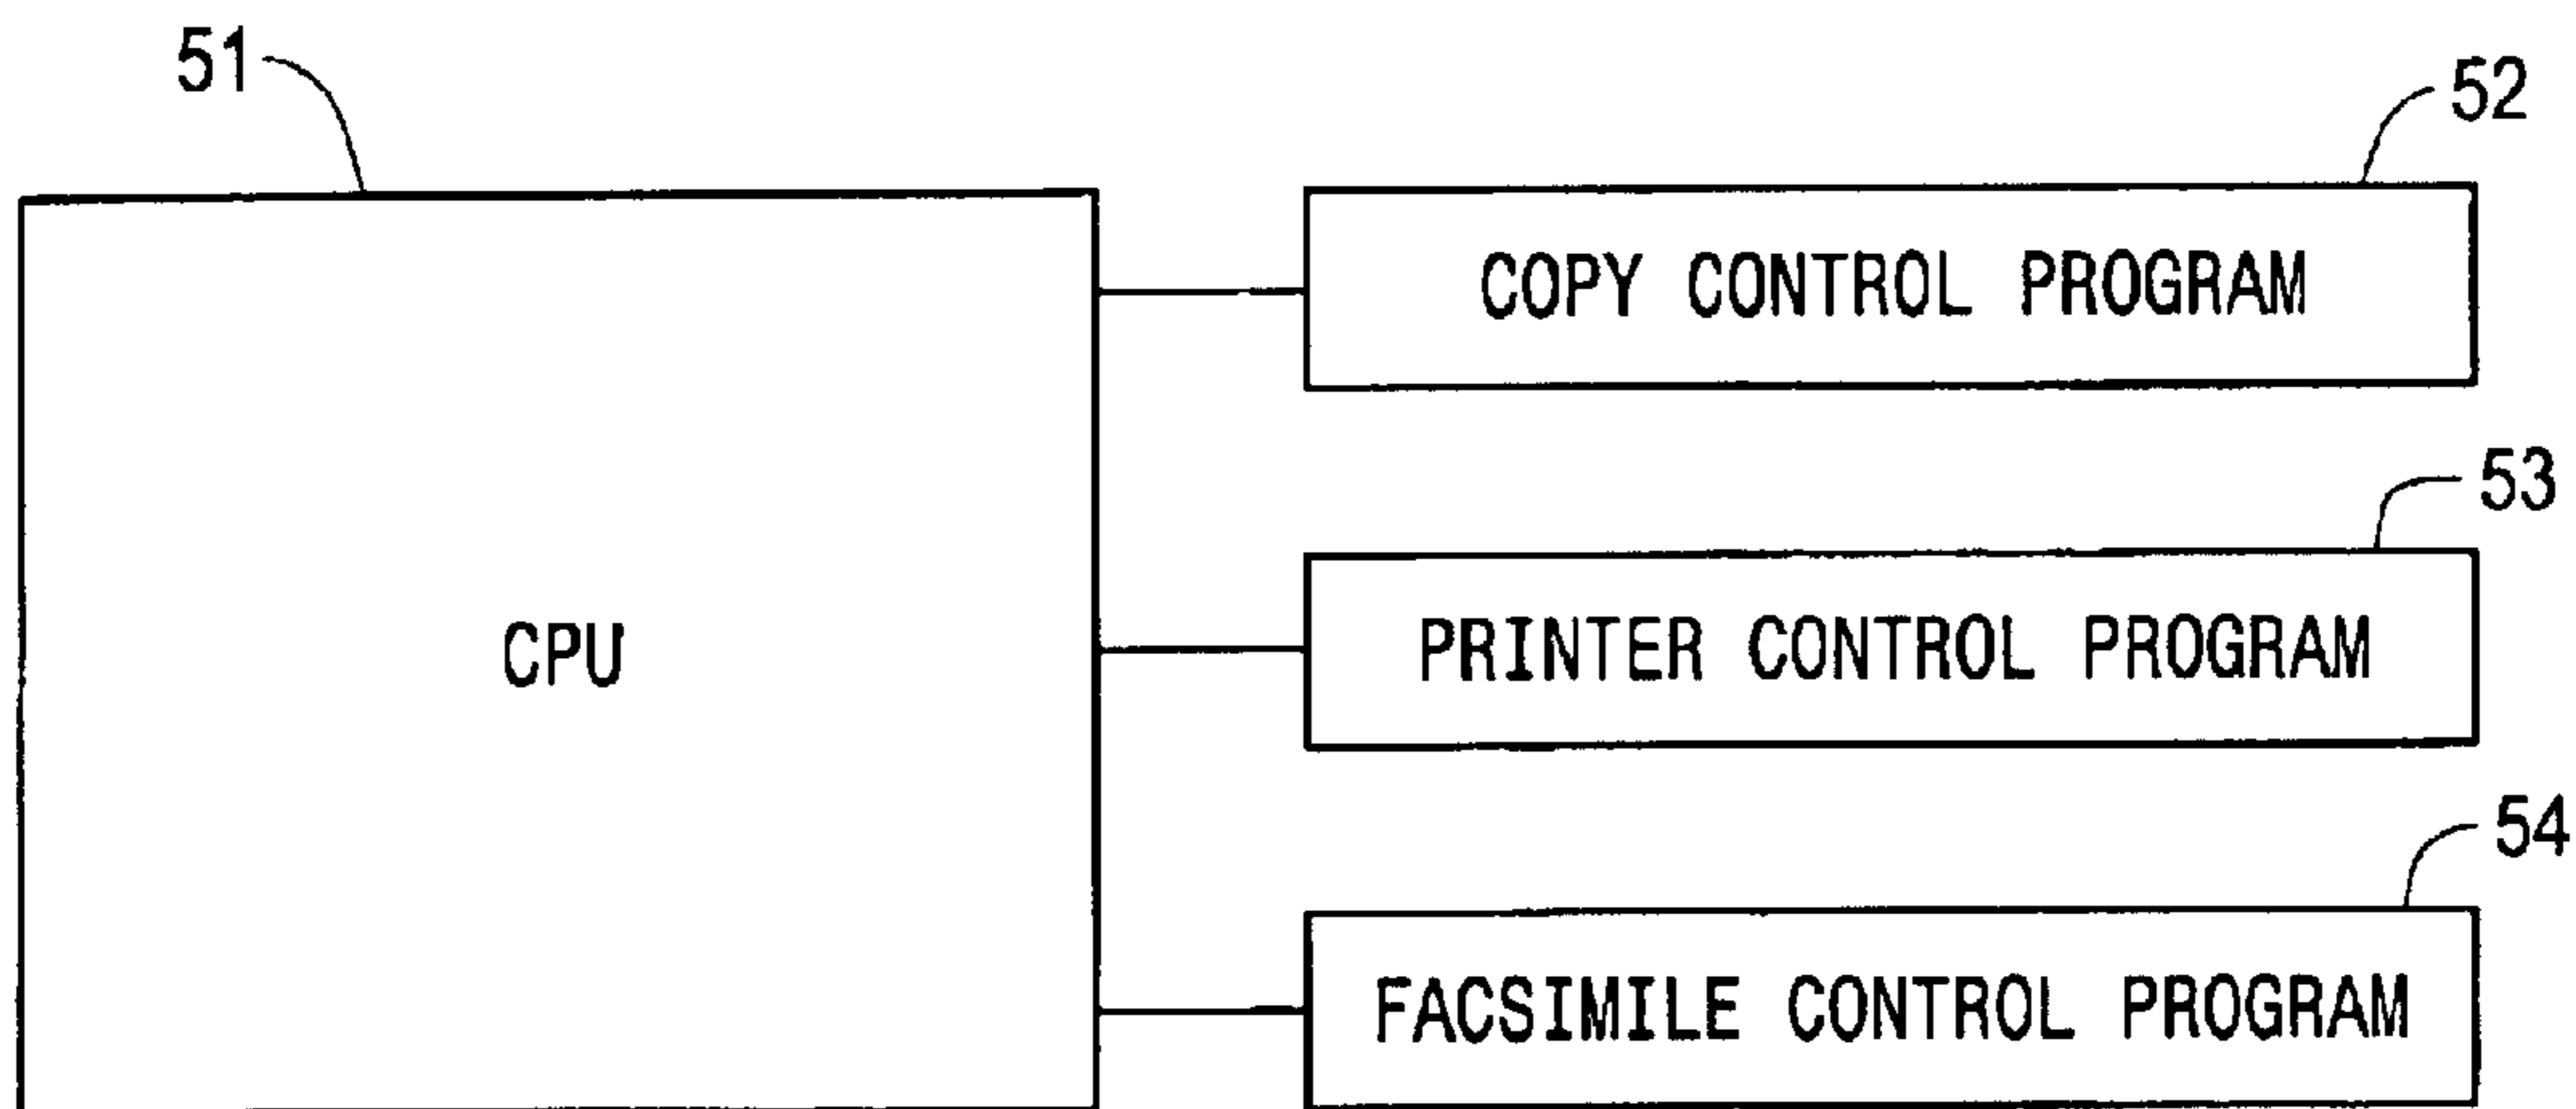 51
52
COPY CONTROL PROGRAM
53
CPU
PRINTER CONTROL PROGRAM
54
FACSIMILE CONTROL PROGRAM